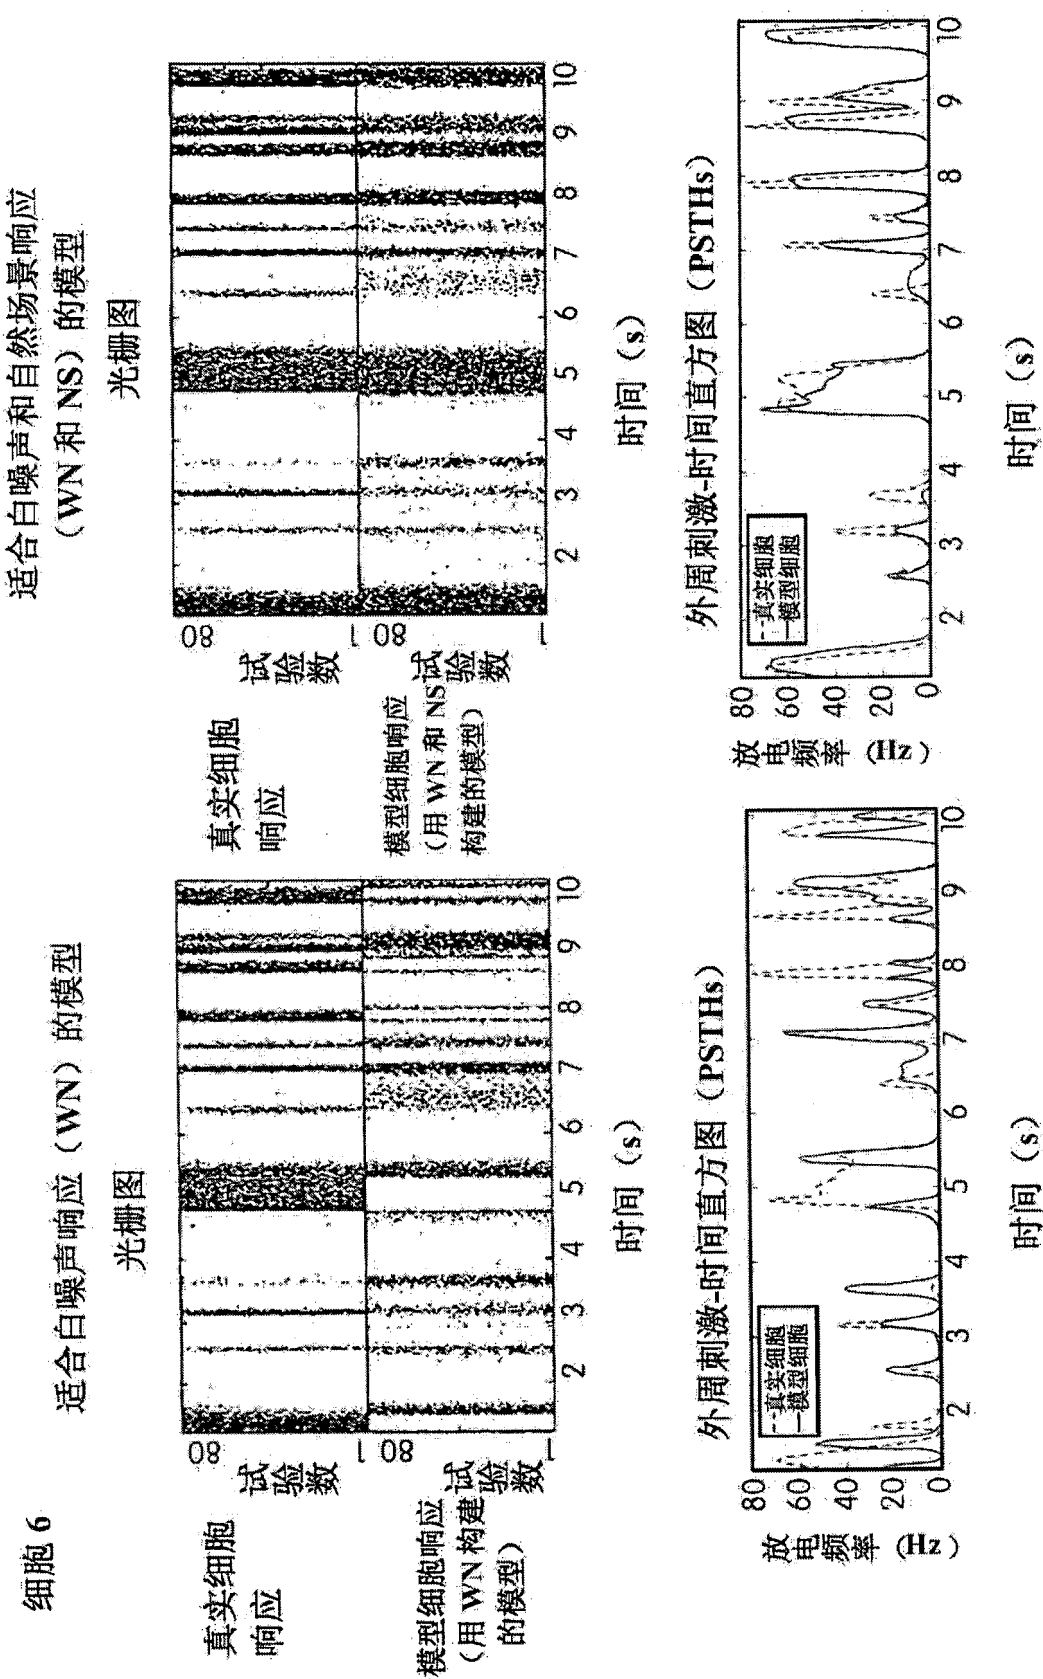 细胞 6
适合白噪声响应（WN）的模型
光栅图
真实细胞
响应
试验数
80
1
模型细胞响应
（用 WN 构建
的模型）
试验数
80
1
2 3 4 5 6 7 8 9 10
时间（s）
外周刺激-时间直方图（PSTHs）
--真实细胞
—模型细胞
放电频率（Hz）
80
60
40
20
0
2 3 4 5 6 7 8 9 10
时间（s）
适合白噪声和自然场景响应
（WN 和 NS）的模型
光栅图
真实细胞
响应
试验数
80
1
模型细胞响应
（用 WN 和 NS
构建的模型）
试验数
80
1
2 3 4 5 6 7 8 9 10
时间（s）
外周刺激-时间直方图（PSTHs）
--真实细胞
—模型细胞
放电频率（Hz）
80
60
40
20
0
2 3 4 5 6 7 8 9 10
时间（s）